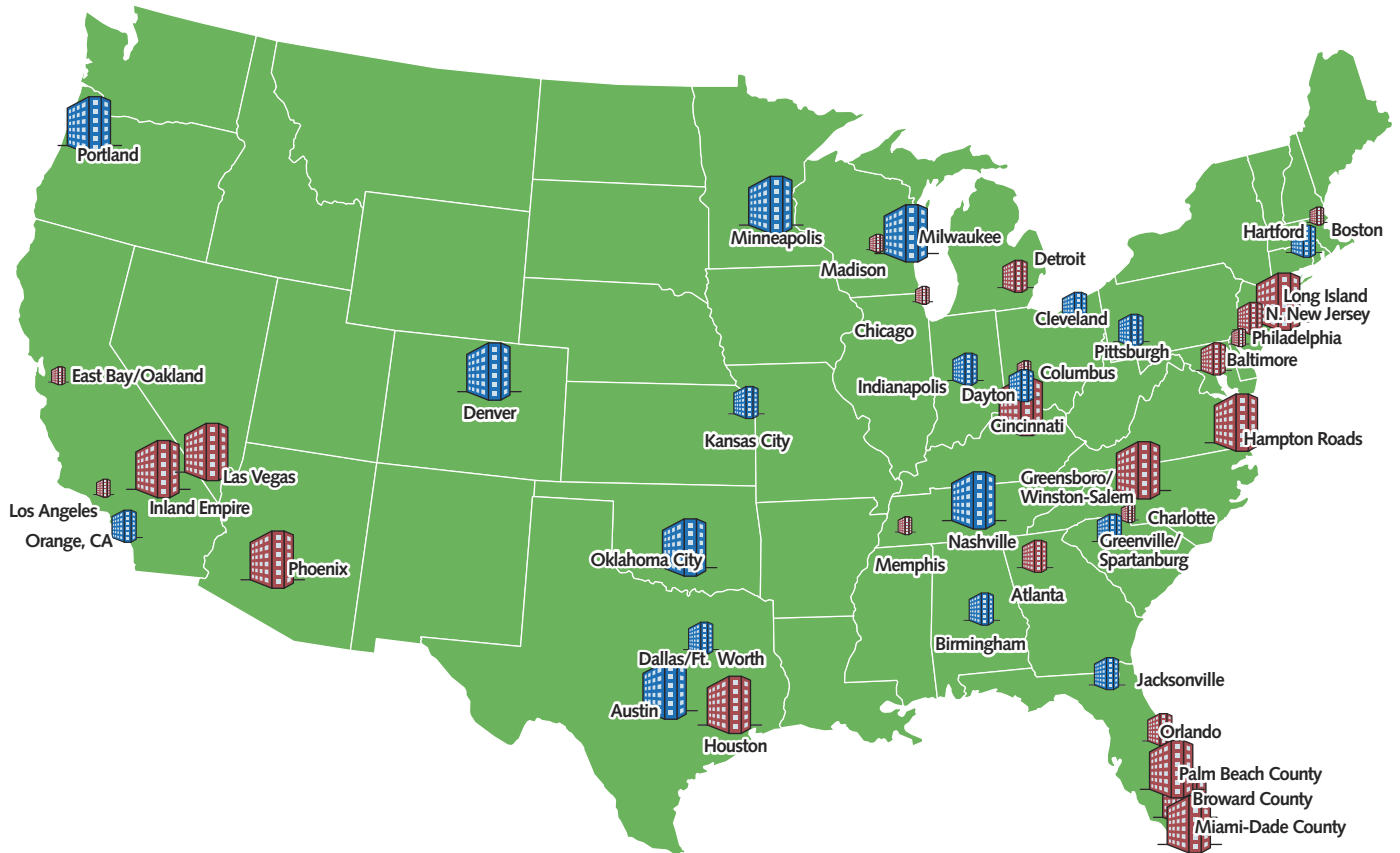 Portland
Minneapolis
Milwaukee
Madison
Detroit
Hartford
Boston
Long Island
N. New Jersey
Philadelphia
Baltimore
Chicago
Cleveland
Pittsburgh
East Bay/Oakland
Denver
Kansas City
Indianapolis
Columbus
Dayton
Cincinnati
Hampton Roads
Las Vegas
Inland Empire
Los Angeles
Orange, CA
Phoenix
Oklahoma City
Greensboro/
Winston-Salem
Charlotte
Nashville
Greenville/
Spartanburg
Memphis
Atlanta
Birmingham
Dallas/Ft. Worth
Austin
Houston
Jacksonville
Orlando
Palm Beach County
Broward County
Miami-Dade County